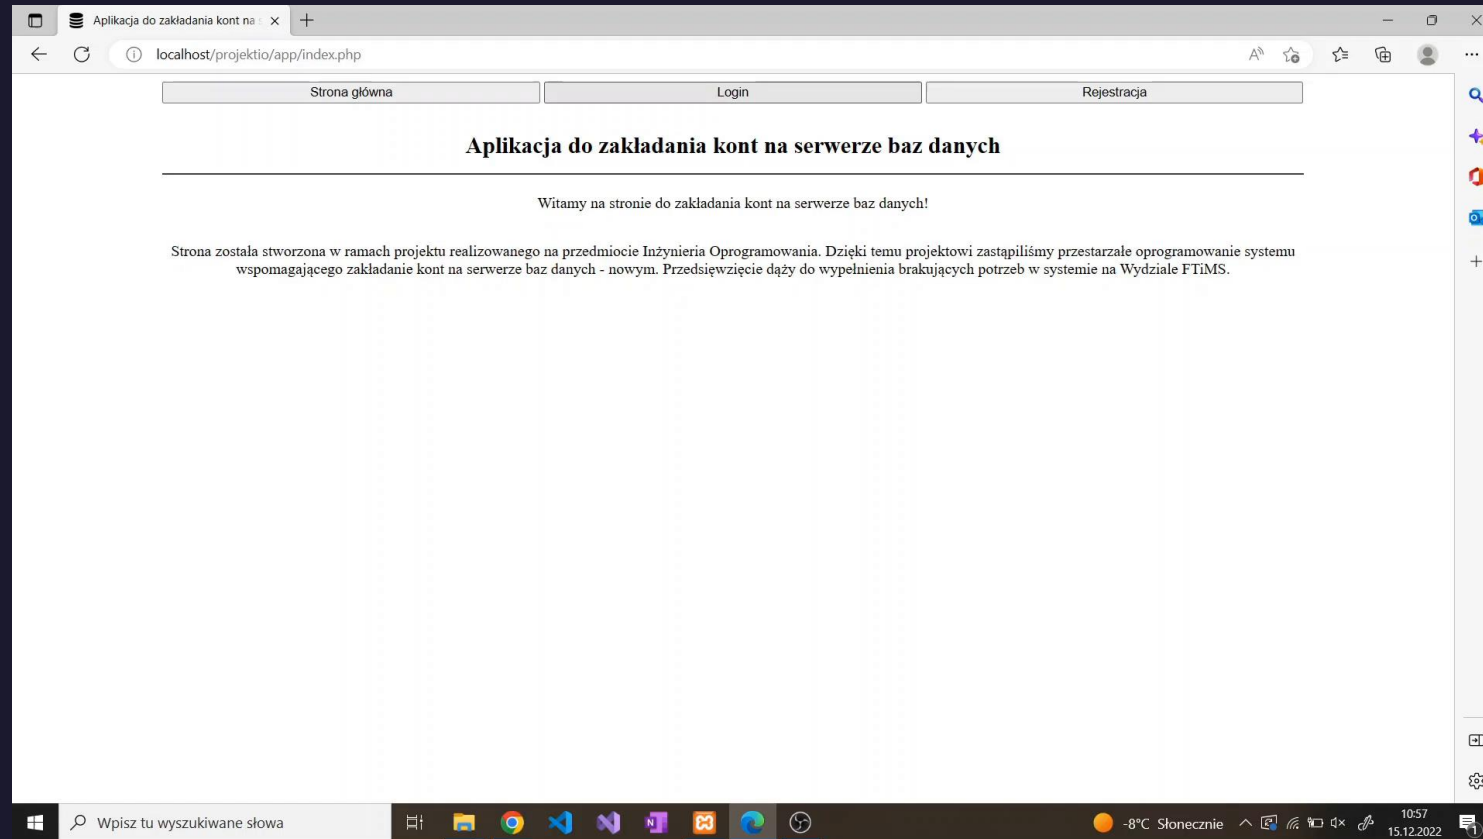 Aplikacja do zakładania kont na s
localhost/projektio/app/index.php
Strona główna
Login
Rejestracja
Aplikacja do zakładania kont na serwerze baz danych
Witamy na stronie do zakładania kont na serwerze baz danych!
Strona została stworzona w ramach projektu realizowanego na przedmiocie Inżynieria Oprogramowania. Dzięki temu projektowi zastąpiliśmy przestarzałe oprogramowanie systemu
wspomagającego zakładanie kont na serwerze baz danych - nowym. Przedsięwzięcie dąży do wypełnienia brakujących potrzeb w systemie na Wydziale FTiMS.
Wpisz tu wyszukiwane słowa
-8°C Słonecznie
10:57
15.12.2022